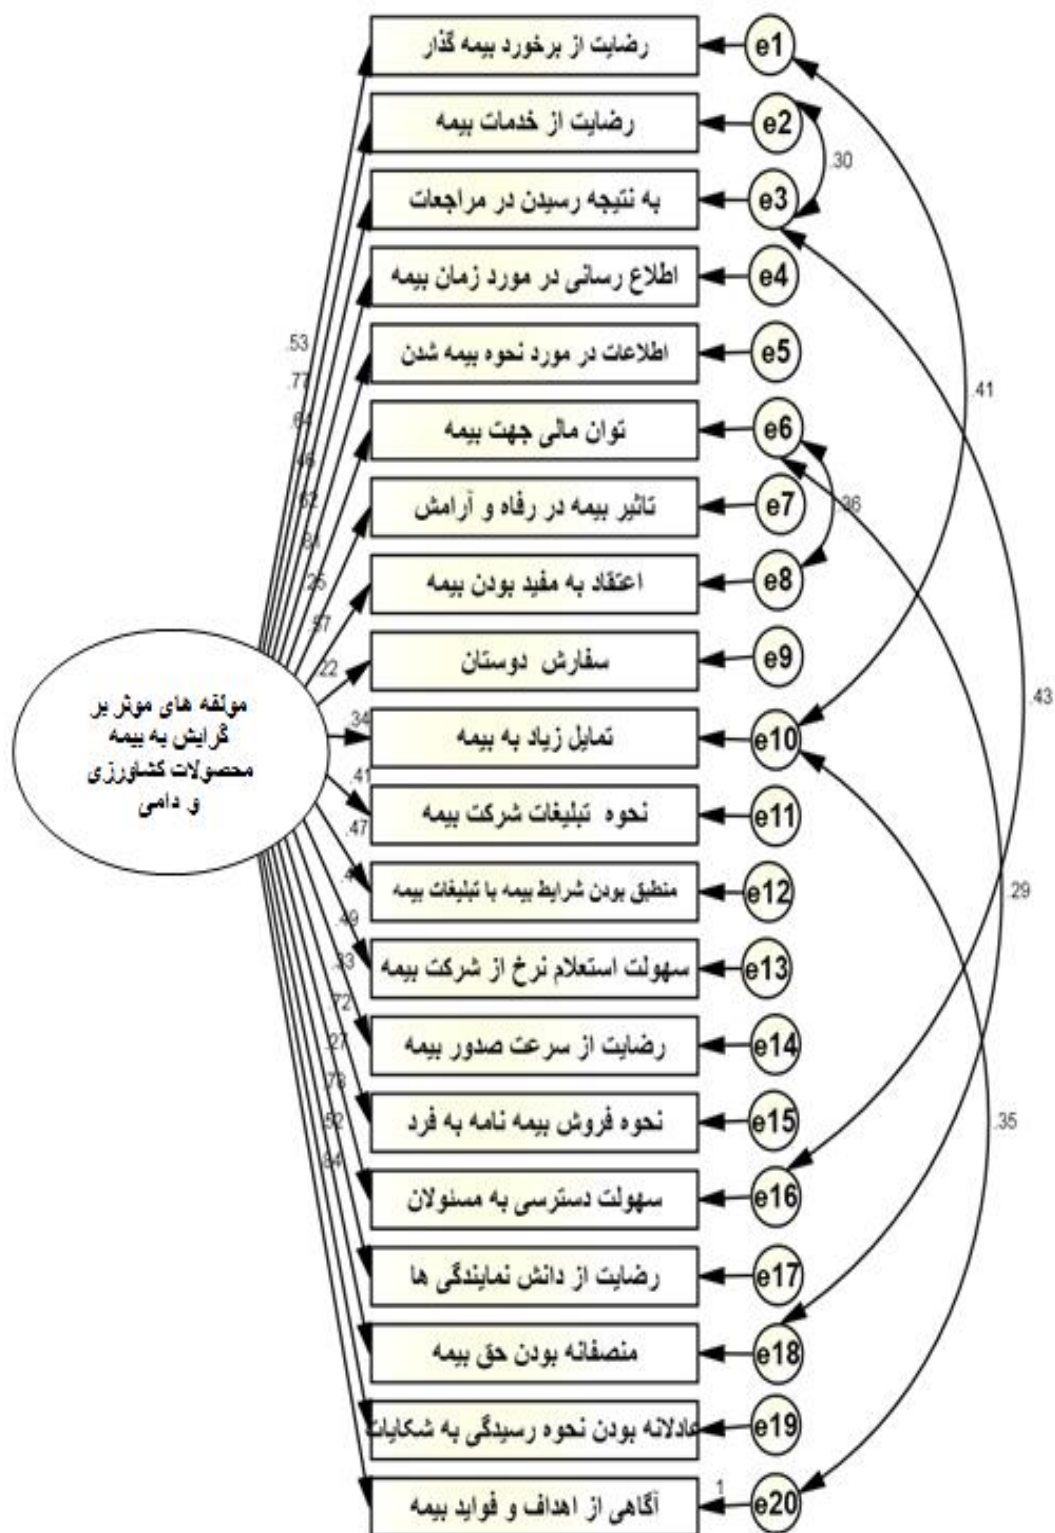 رضایت از برخورد بیمه گذار
e1
رضایت از خدمات بیمه
e2
.30
به نتیجه رسیدن در مراجعات
e3
اطلاع رسانی در مورد زمان بیمه
e4
.53
اطلاعات در مورد نحوه بیمه شدن
e5
.77
.41
.64
توان مالی جهت بیمه
e6
.46
.62
تاثیر بیمه در رفاه و آرامش
e7
.36
اعتقاد به مفید بودن بیمه
e8
.57
سفارش دوستان
e9
.22
مولفه های موثر بر
گرایش به بیمه
محصولات کشاورزی
و دامی
.43
تمایل زیاد به بیمه
e10
.34
.41
نحوه تبلیغات شرکت بیمه
e11
.47
منطبق بودن شرایط بیمه با تبلیغات بیمه
e12
.29
.49
سهولت استعلام نرخ از شرکت بیمه
e13
.33
.72
رضایت از سرعت صدور بیمه
e14
.27
نحوه فروش بیمه نامه به فرد
e15
.35
.52
سهولت دسترسی به مسئولان
e16
رضایت از دانش نمایندگی ها
e17
منصفانه بودن حق بیمه
e18
عادلانه بودن نحوه رسیدگی به شکایات
e19
آگاهی از اهداف و فواید بیمه
1
e20